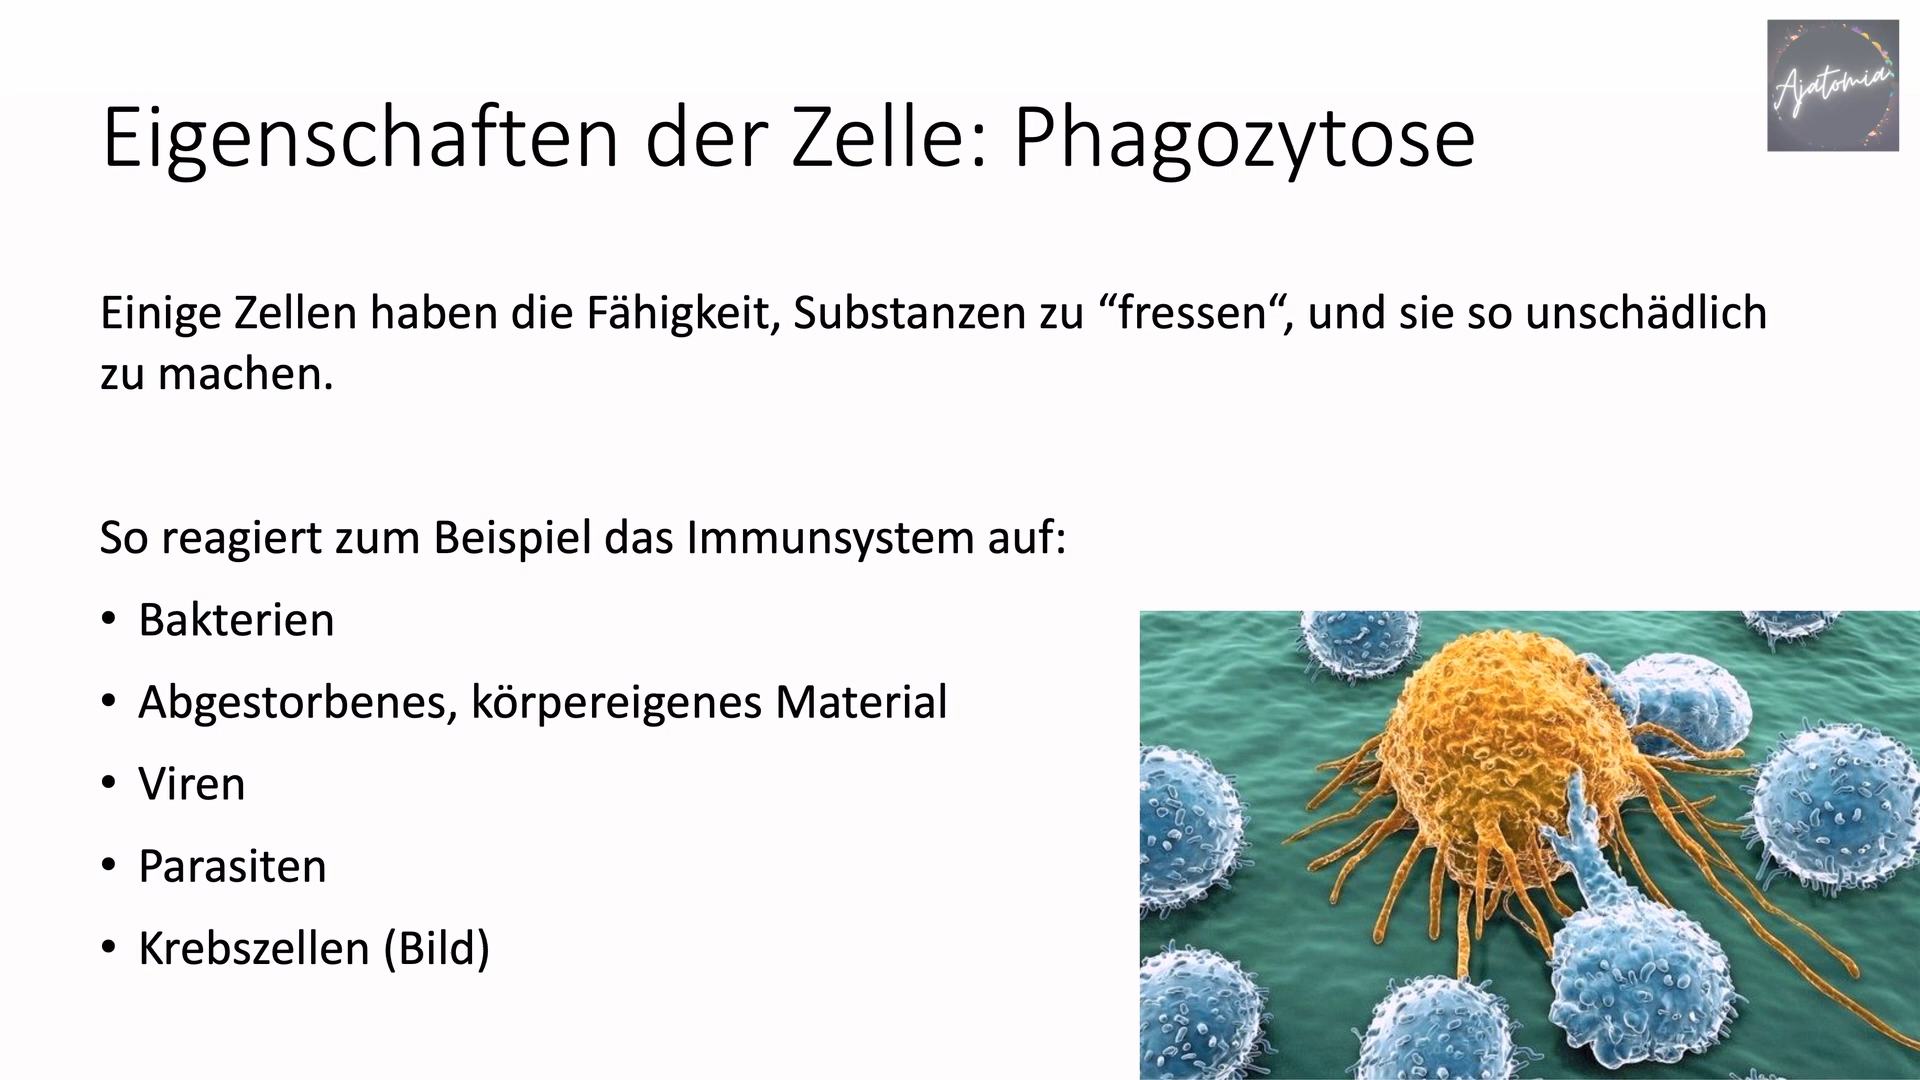 Ajatomia
Eigenschaften der Zelle: Phagozytose
Einige Zellen haben die Fähigkeit, Substanzen zu “fressen“, und sie so unschädlich
zu machen.
So reagiert zum Beispiel das Immunsystem auf:
• Bakterien
• Abgestorbenes, körpereigenes Material
• Viren
• Parasiten
• Krebszellen (Bild)